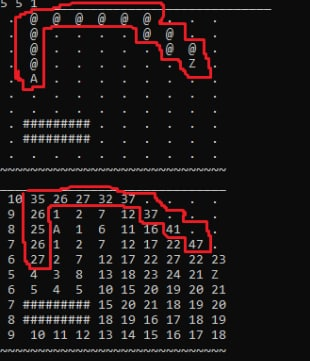 5 5 1
. @ @ @ @ @ @ . .
. @ . . . . @ @ .
. @ . . . . . @ @
. @ . . . . . . Z .
. A . . . . . . .
. . . . . . . . .
. ######### . . . . .
. ######### . . . . .
. . . . . . . . .
~~~~~~~~~~~~~~~~~~~~~~~~~~~~~
10 35 26 27 32 37 . . . .
9 26 1 2 7 12 37 . . .
8 25 A 1 6 11 16 41 . .
7 26 1 2 7 12 17 22 47 .
6 27 2 7 12 17 22 27 22 23
5 4 3 8 13 18 23 24 21 Z
6 5 4 5 10 15 20 21 20 21
7 ######### 15 20 21 18 19 20
8 ######### 18 19 16 17 18 19
9 10 11 12 13 14 15 16 17 18
~~~~~~~~~~~~~~~~~~~~~~~~~~~~~